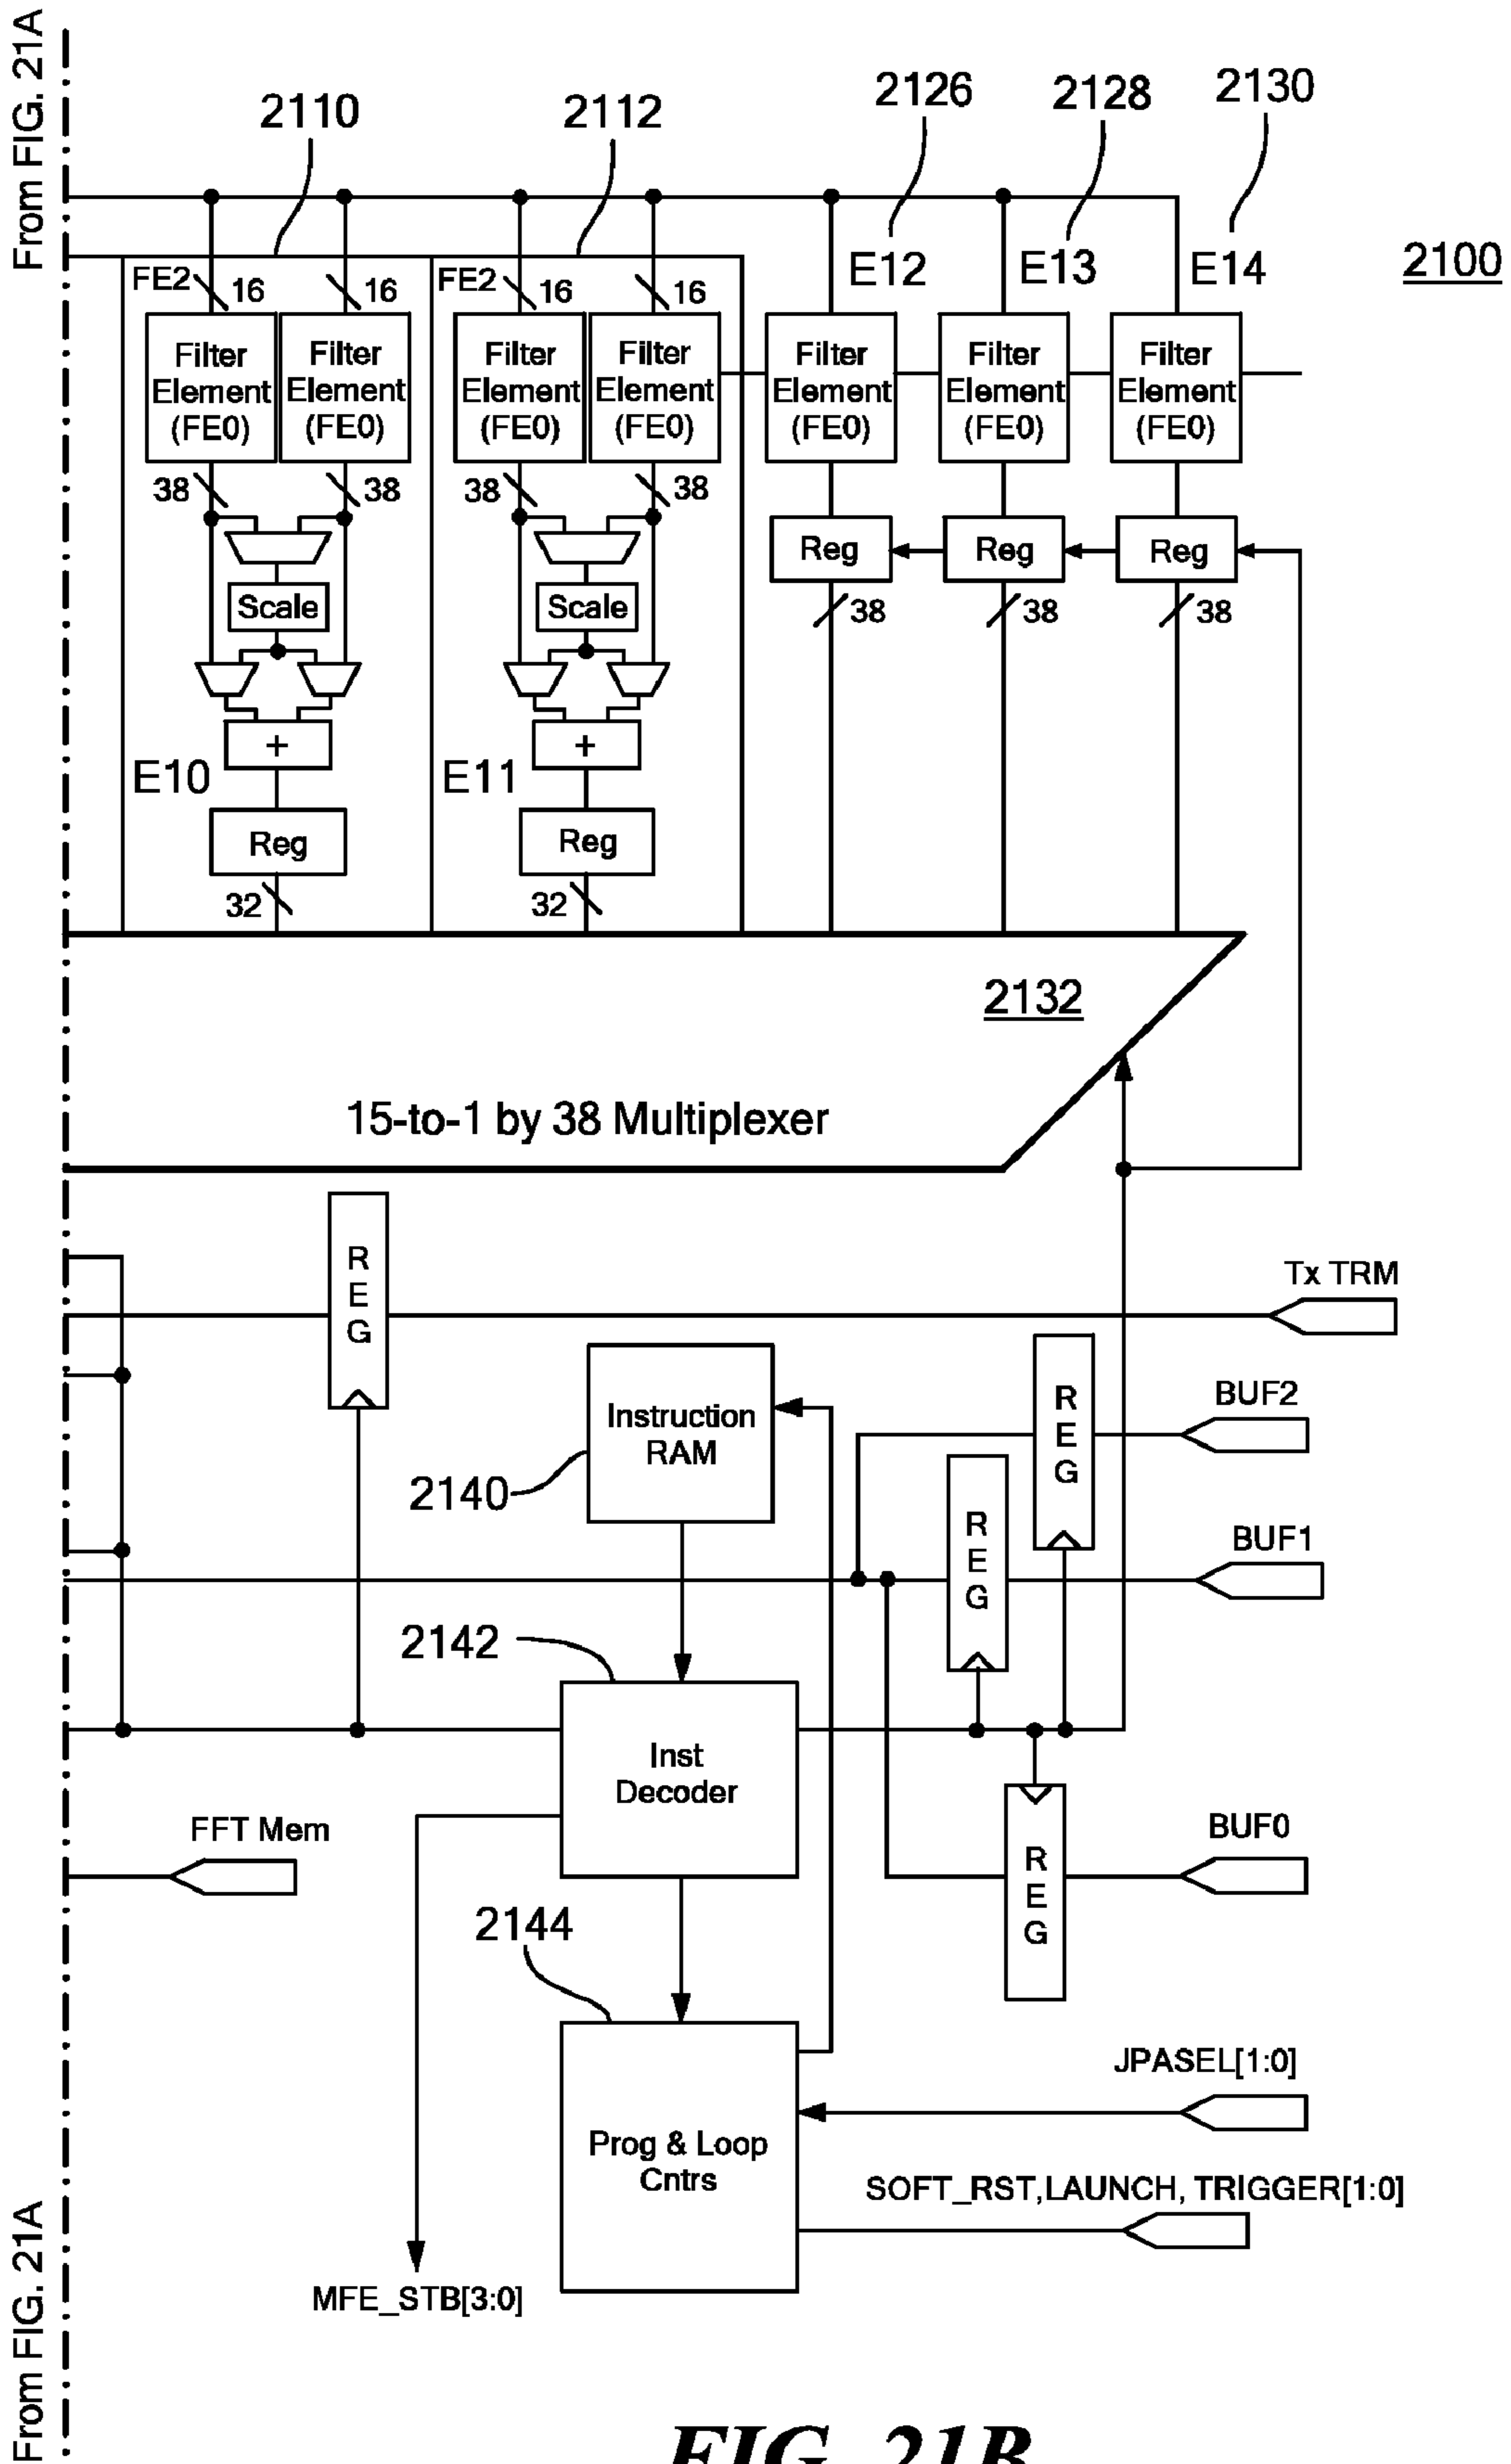 From FIG. 21A
2110
2112
2126
2128
2130
2100
E12
E13
E14
FE2
16
16
FE2
16
16
Filter
Element
(FE0)
Filter
Element
(FE0)
Filter
Element
(FE0)
Filter
Element
(FE0)
Filter
Element
(FE0)
Filter
Element
(FE0)
Filter
Element
(FE0)
38
38
38
38
Reg
Reg
Reg
Scale
Scale
38
38
38
+
+
E10
E11
Reg
Reg
32
32
2132
15-to-1 by 38 Multiplexer
REG
Tx TRM
Instruction
RAM
2140
REG
BUF2
REG
BUF1
2142
Inst
Decoder
FFT Mem
REG
BUF0
2144
JPASEL[1:0]
Prog & Loop
Cntrs
SOFT_RST,LAUNCH, TRIGGER[1:0]
MFE_STB[3:0]
From FIG. 21A
FIG. 21B